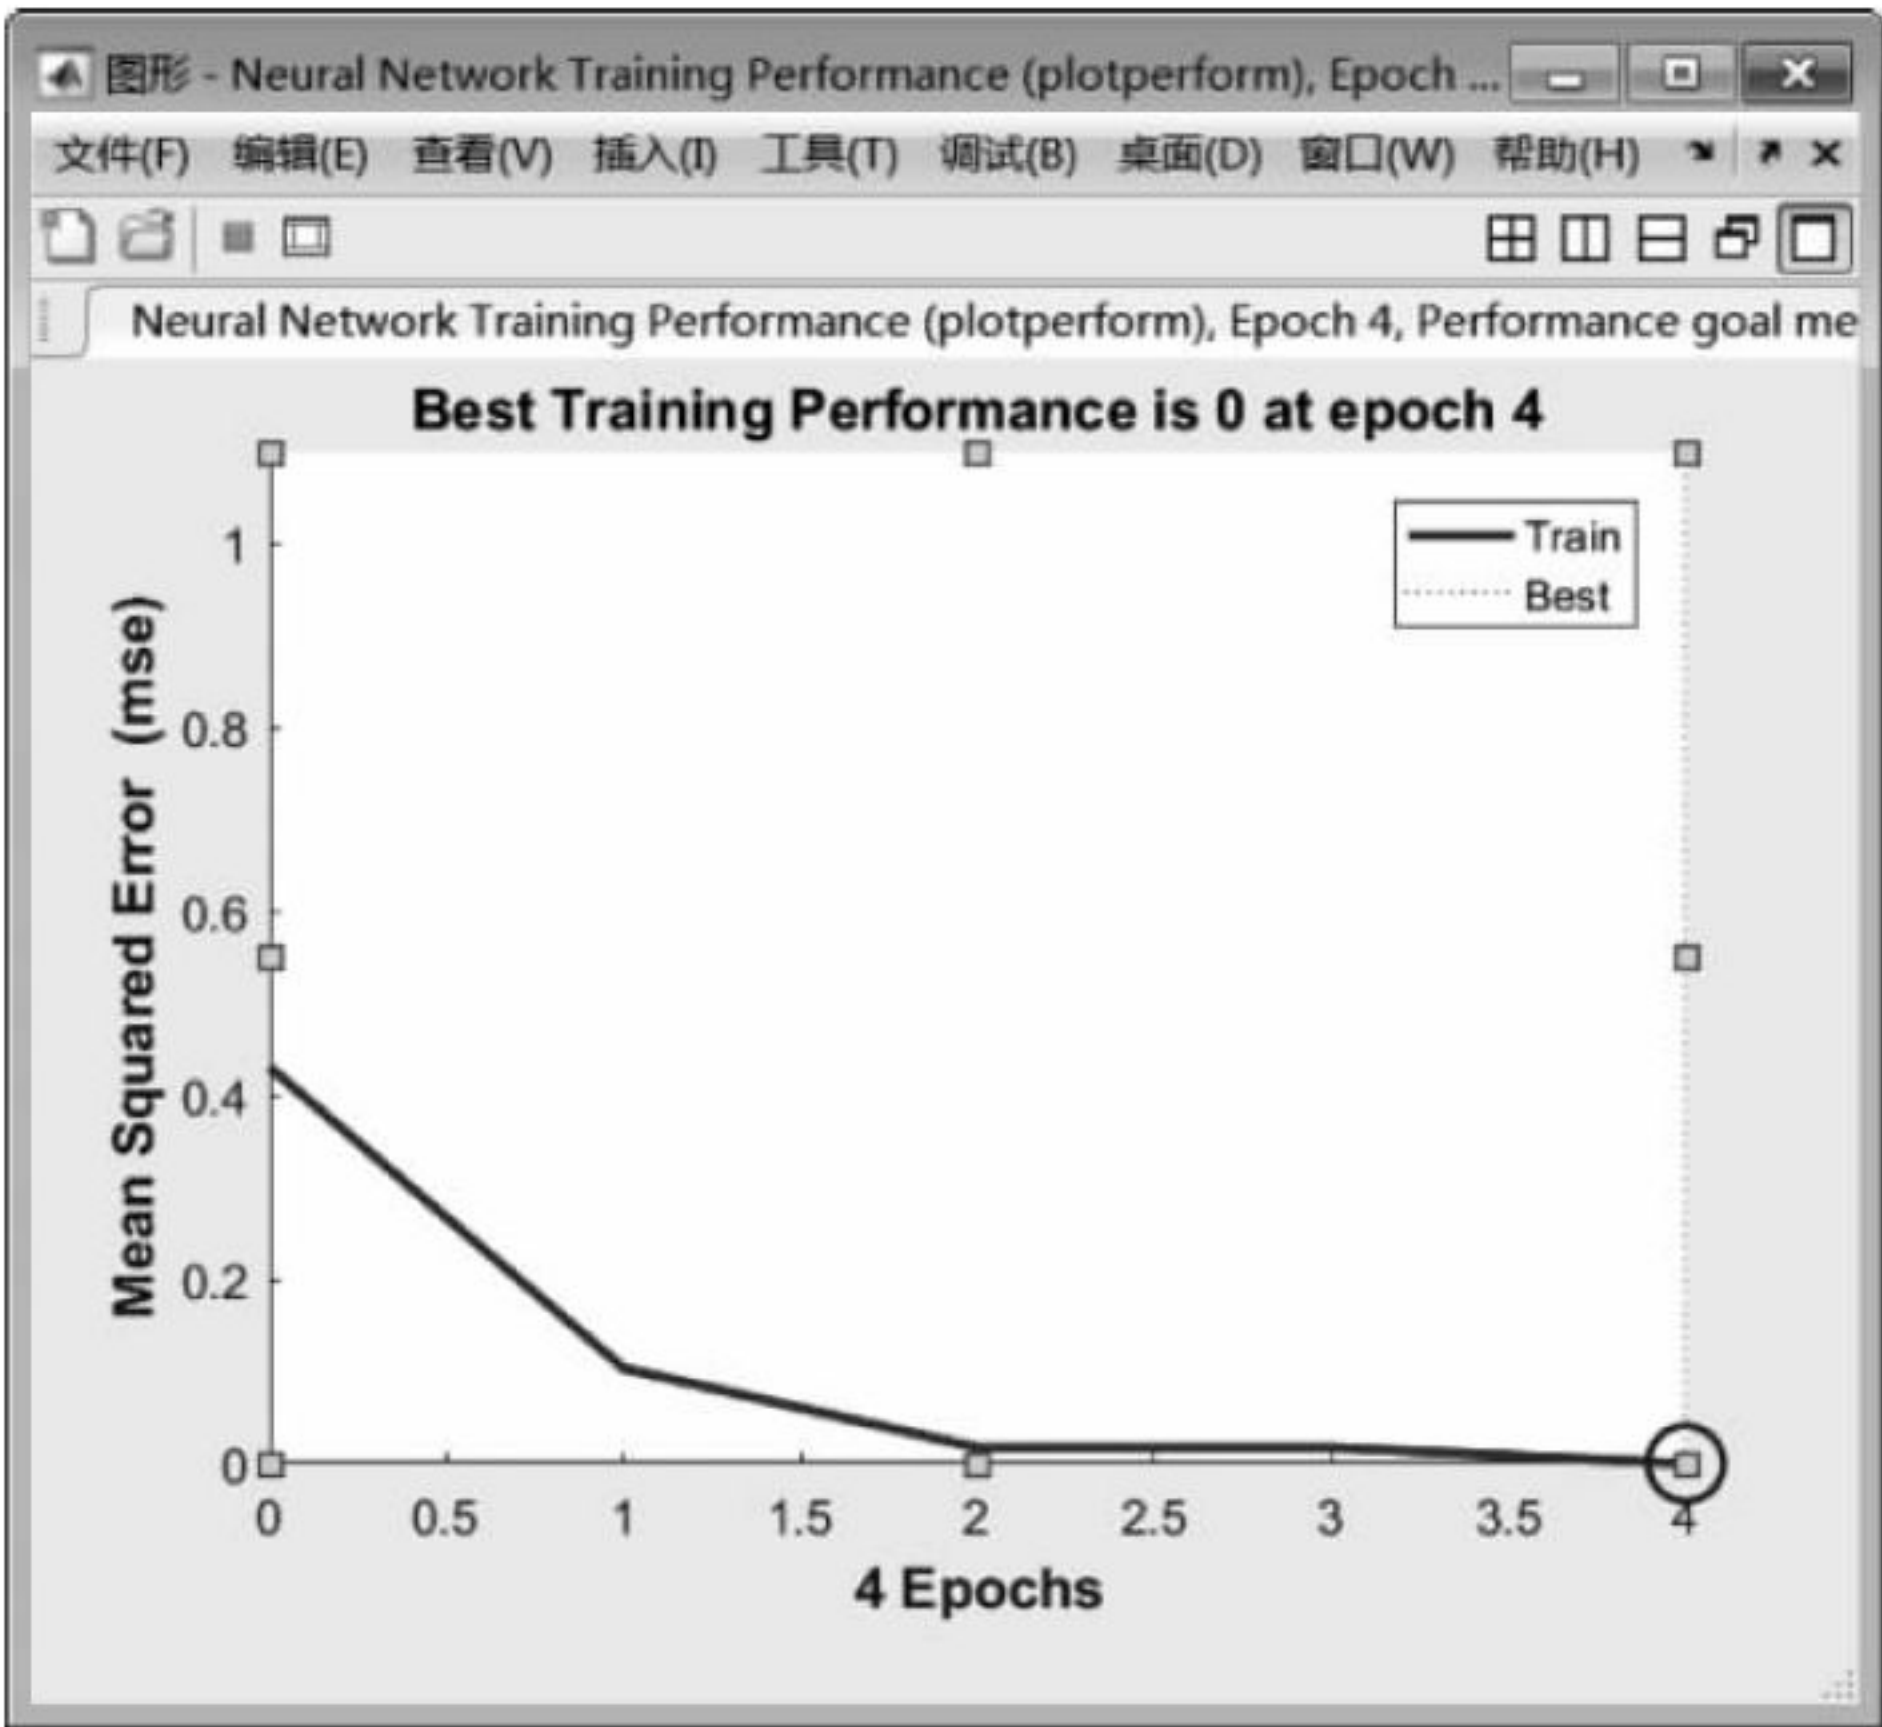 图形 - Neural Network Training Performance (plotperform), Epoch ...
文件(F) 编辑(E) 查看(V) 插入(I) 工具(T) 调试(B) 桌面(D) 窗口(W) 帮助(H)
Neural Network Training Performance (plotperform), Epoch 4, Performance goal me
Best Training Performance is 0 at epoch 4
Train
Best
Mean Squared Error (mse)
1
0.8
0.6
0.4
0.2
0
0 0.5 1 1.5 2 2.5 3 3.5 4
4 Epochs